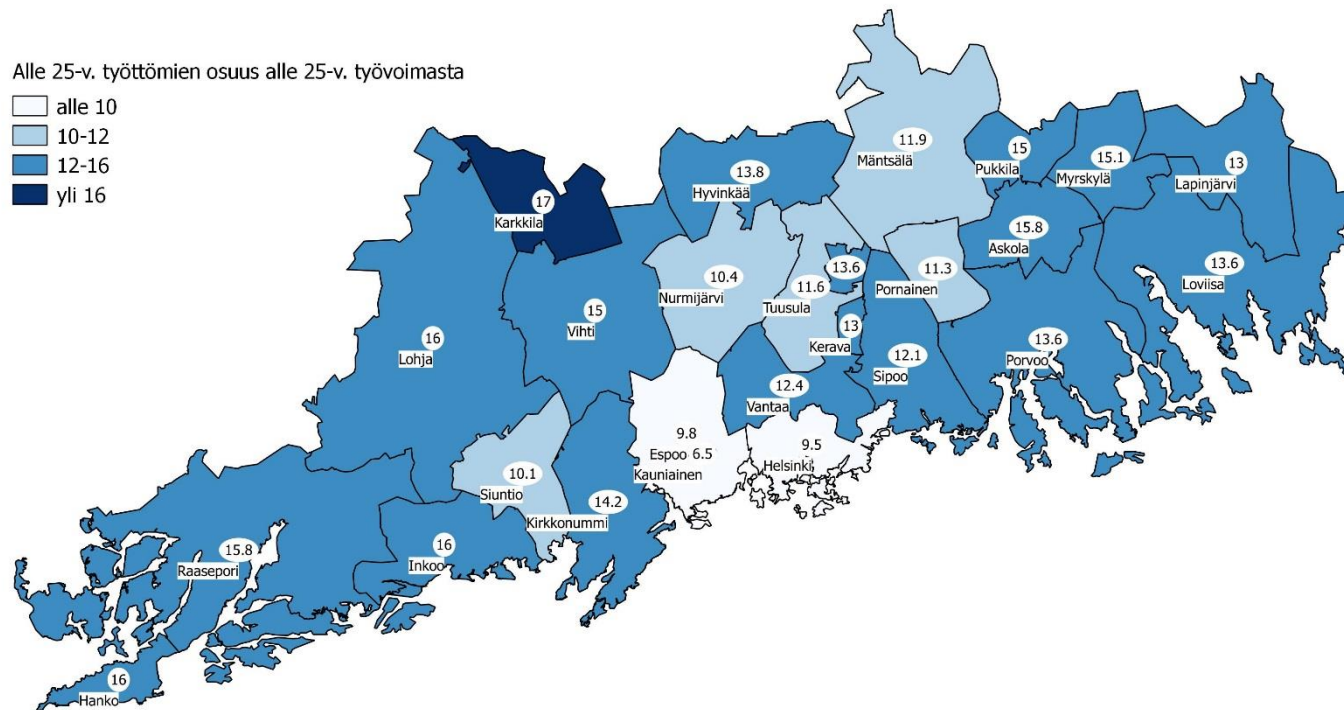 Alle 25-v. työttömien osuus alle 25-v. työvoimasta
alle 10
10-12
12-16
yli 16
11.9
Mäntsälä
15
Pukkila
15.1
Myrskylä
13
Lapinjärvi
13.8
Hyvinkää
17
Karkkila
15.8
Askola
13.6
Loviisa
10.4
Nurmijärvi
13.6
11.6
Tuusula
11.3
Pornainen
13
Kerava
15
Vihti
16
Lohja
12.1
Sipoo
13.6
Porvoo
12.4
Vantaa
9.8
Espoo 6.5
Kauniainen
9.5
Helsinki
10.1
Siuntio
14.2
Kirkkonummi
16
Inkoo
15.8
Raasepori
16
Hanko